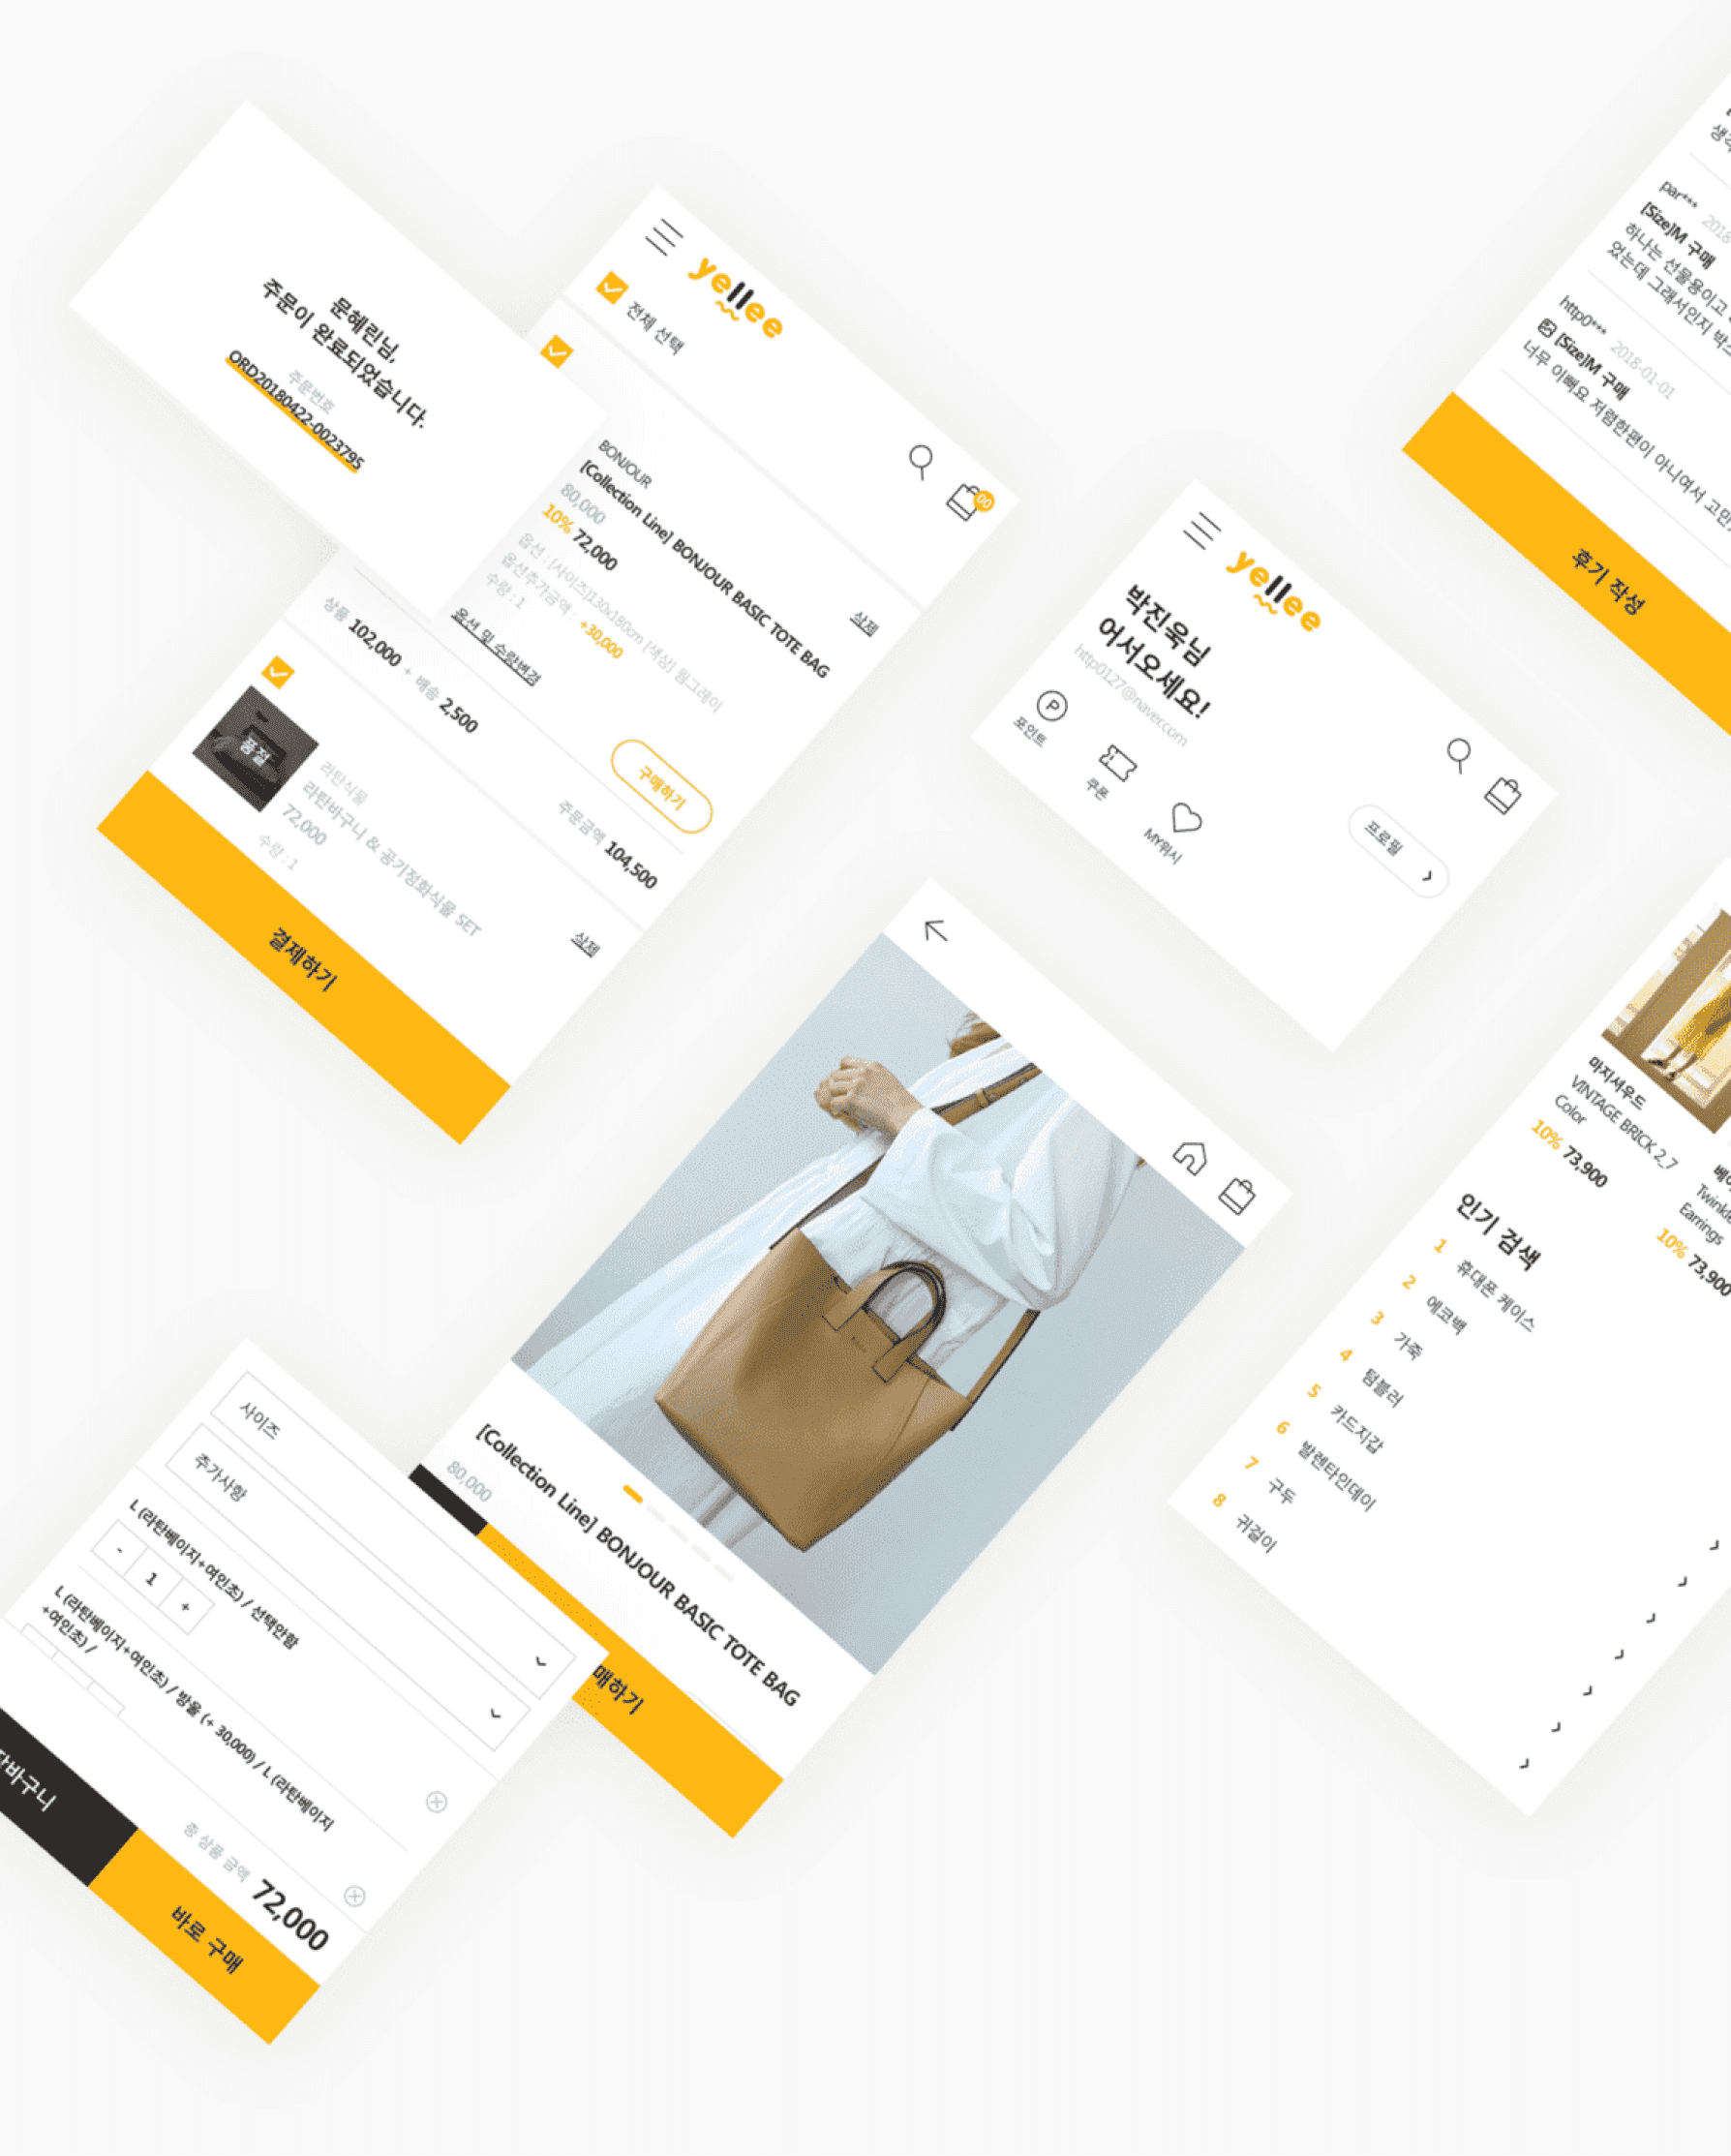 문혜린님,
주문이 완료되었습니다.
주문번호
ORD20180422-0023795
yellee
전체 선택
00
BONJOUR
[Collection Line] BONJOUR BASIC TOTE BAG
80,000
10% 72,000
옵션 : [사이즈]130x180cm [색상] 웜그레이
옵션추가금액 : +30,000
수량 : 1
삭제
옵션 및 수량변경
상품 102,000 + 배송 2,500
주문금액 104,500
구매하기
품절
라탄식물
라탄바구니 & 공기정화식물 SET
72,000
수량 : 1
삭제
결제하기
yellee
박진욱님
어서오세요!
http0127@naver.com
프로필
P
포인트
쿠폰
MY위시
par*** 2018
[Size]M 구매
하나는 선물용이고
었는데 그래서인지 박스
http0*** 2018-01-01
[Size]M 구매
너무 이뻐요 저렴한편이 아니여서 고민
후기 작성
[Collection Line] BONJOUR BASIC TOTE BAG
80,000
매하기
마지셔우드
VINTAGE BRICK 2_7
Color
10% 73,900
Twinkle
Earrings
10% 73,900
인기 검색
1 휴대폰 케이스
2 에코백
3 가죽
4 텀블러
5 카드지갑
6 발렌타인데이
7 구두
8 귀걸이
사이즈
추가사항
L (라탄베이지+여인초) / 선택안함
- 1 +
L (라탄베이지+여인초) / 방울 (+ 30,000) / L (라탄베이지
+여인초) /
총 상품 금액 72,000
장바구니
바로 구매